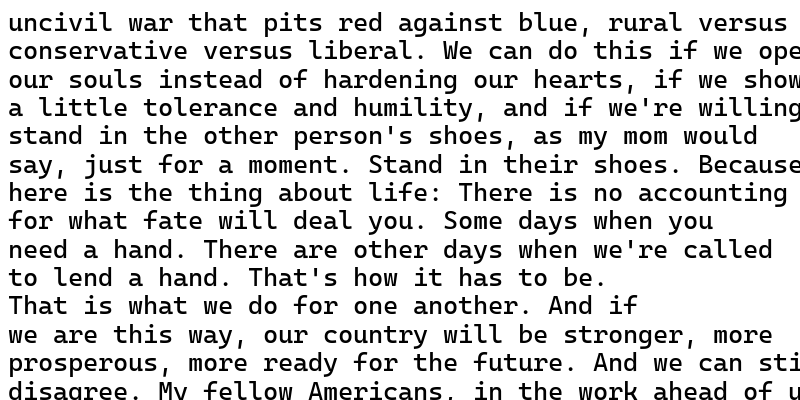 uncivil war that pits red against blue, rural versus
conservative versus liberal. We can do this if we ope
our souls instead of hardening our hearts, if we show
a little tolerance and humility, and if we're willing
stand in the other person's shoes, as my mom would
say, just for a moment. Stand in their shoes. Because
here is the thing about life: There is no accounting
for what fate will deal you. Some days when you
need a hand. There are other days when we're called
to lend a hand. That's how it has to be.
That is what we do for one another. And if
we are this way, our country will be stronger, more
prosperous, more ready for the future. And we can sti
disagree. My fellow Americans, in the work ahead of u